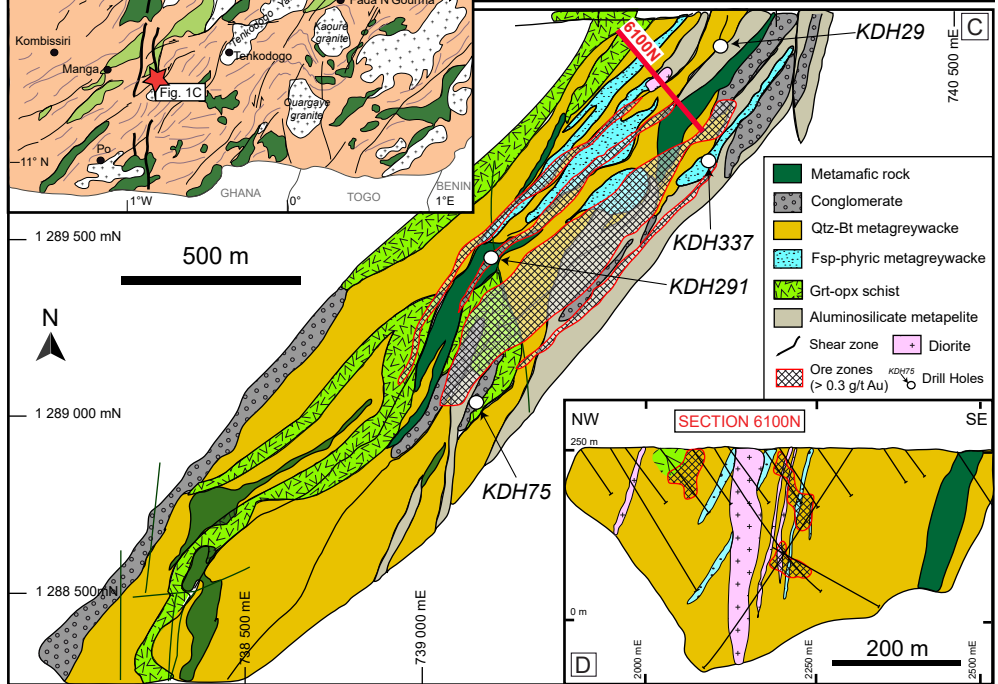 Fada N'Gourma
Kombissiri
Tenkodogo
Kaoure
granite
Tenkodogo
Manga
Fig. 1C
Ouargaye
granite
Po
11° N
GHANA
TOGO
BENIN
1°W
0°
1°E
C
6100N
KDH29
740 500 mE
KDH337
KDH291
KDH75
1 289 500 mN
500 m
N
1 289 000 mN
1 288 500 mN
738 500 mE
739 000 mE
Metamafic rock
Conglomerate
Qtz-Bt metagreywacke
Fsp-phyric metagreywacke
Grt-opx schist
Aluminosilicate metapelite
Shear zone
Diorite
Ore zones
(> 0.3 g/t Au)
KDH75
Drill Holes
NW
SECTION 6100N
SE
250 m
0 m
2000 mE
2250 mE
2500 mE
200 m
D